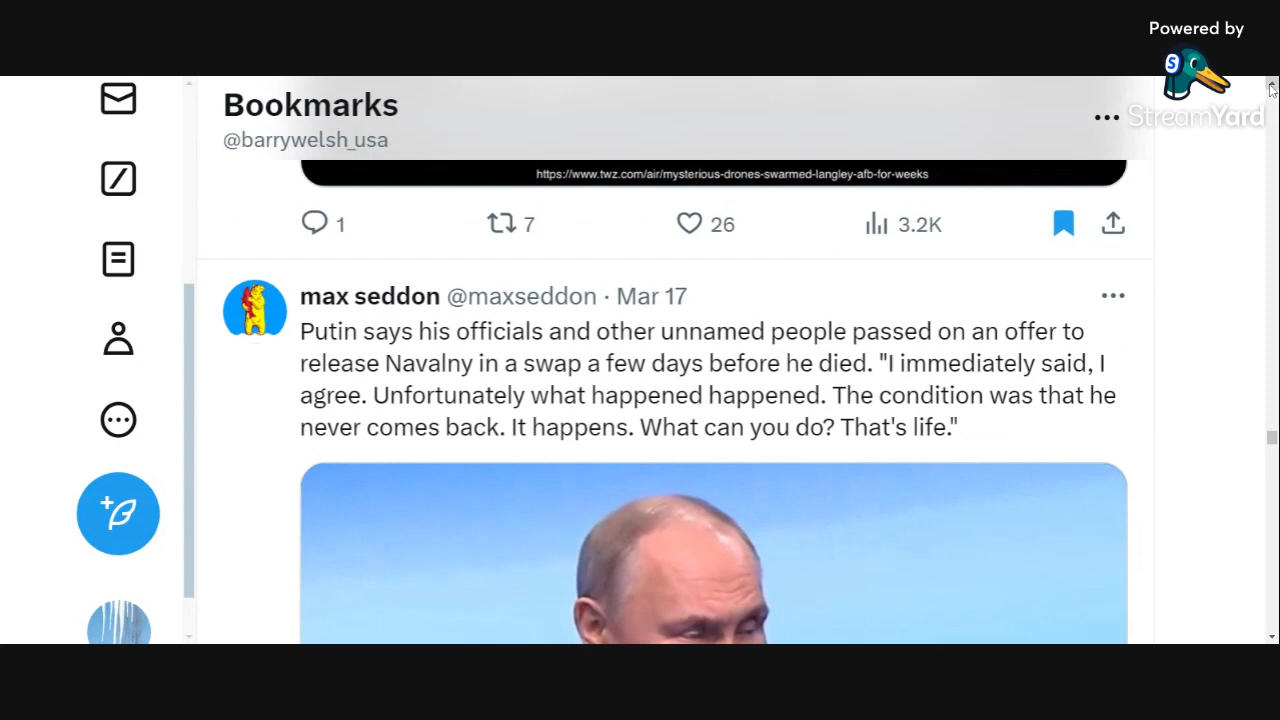 Powered by
S
StreamYard
Bookmarks
@barrywelsh_usa
https://www.twz.com/air/mysterious-drones-swarmed-langley-afb-for-weeks
1 7 26 3.2K
max seddon @maxseddon · Mar 17
Putin says his officials and other unnamed people passed on an offer to
release Navalny in a swap a few days before he died. "I immediately said, I
agree. Unfortunately what happened happened. The condition was that he
never comes back. It happens. What can you do? That's life."